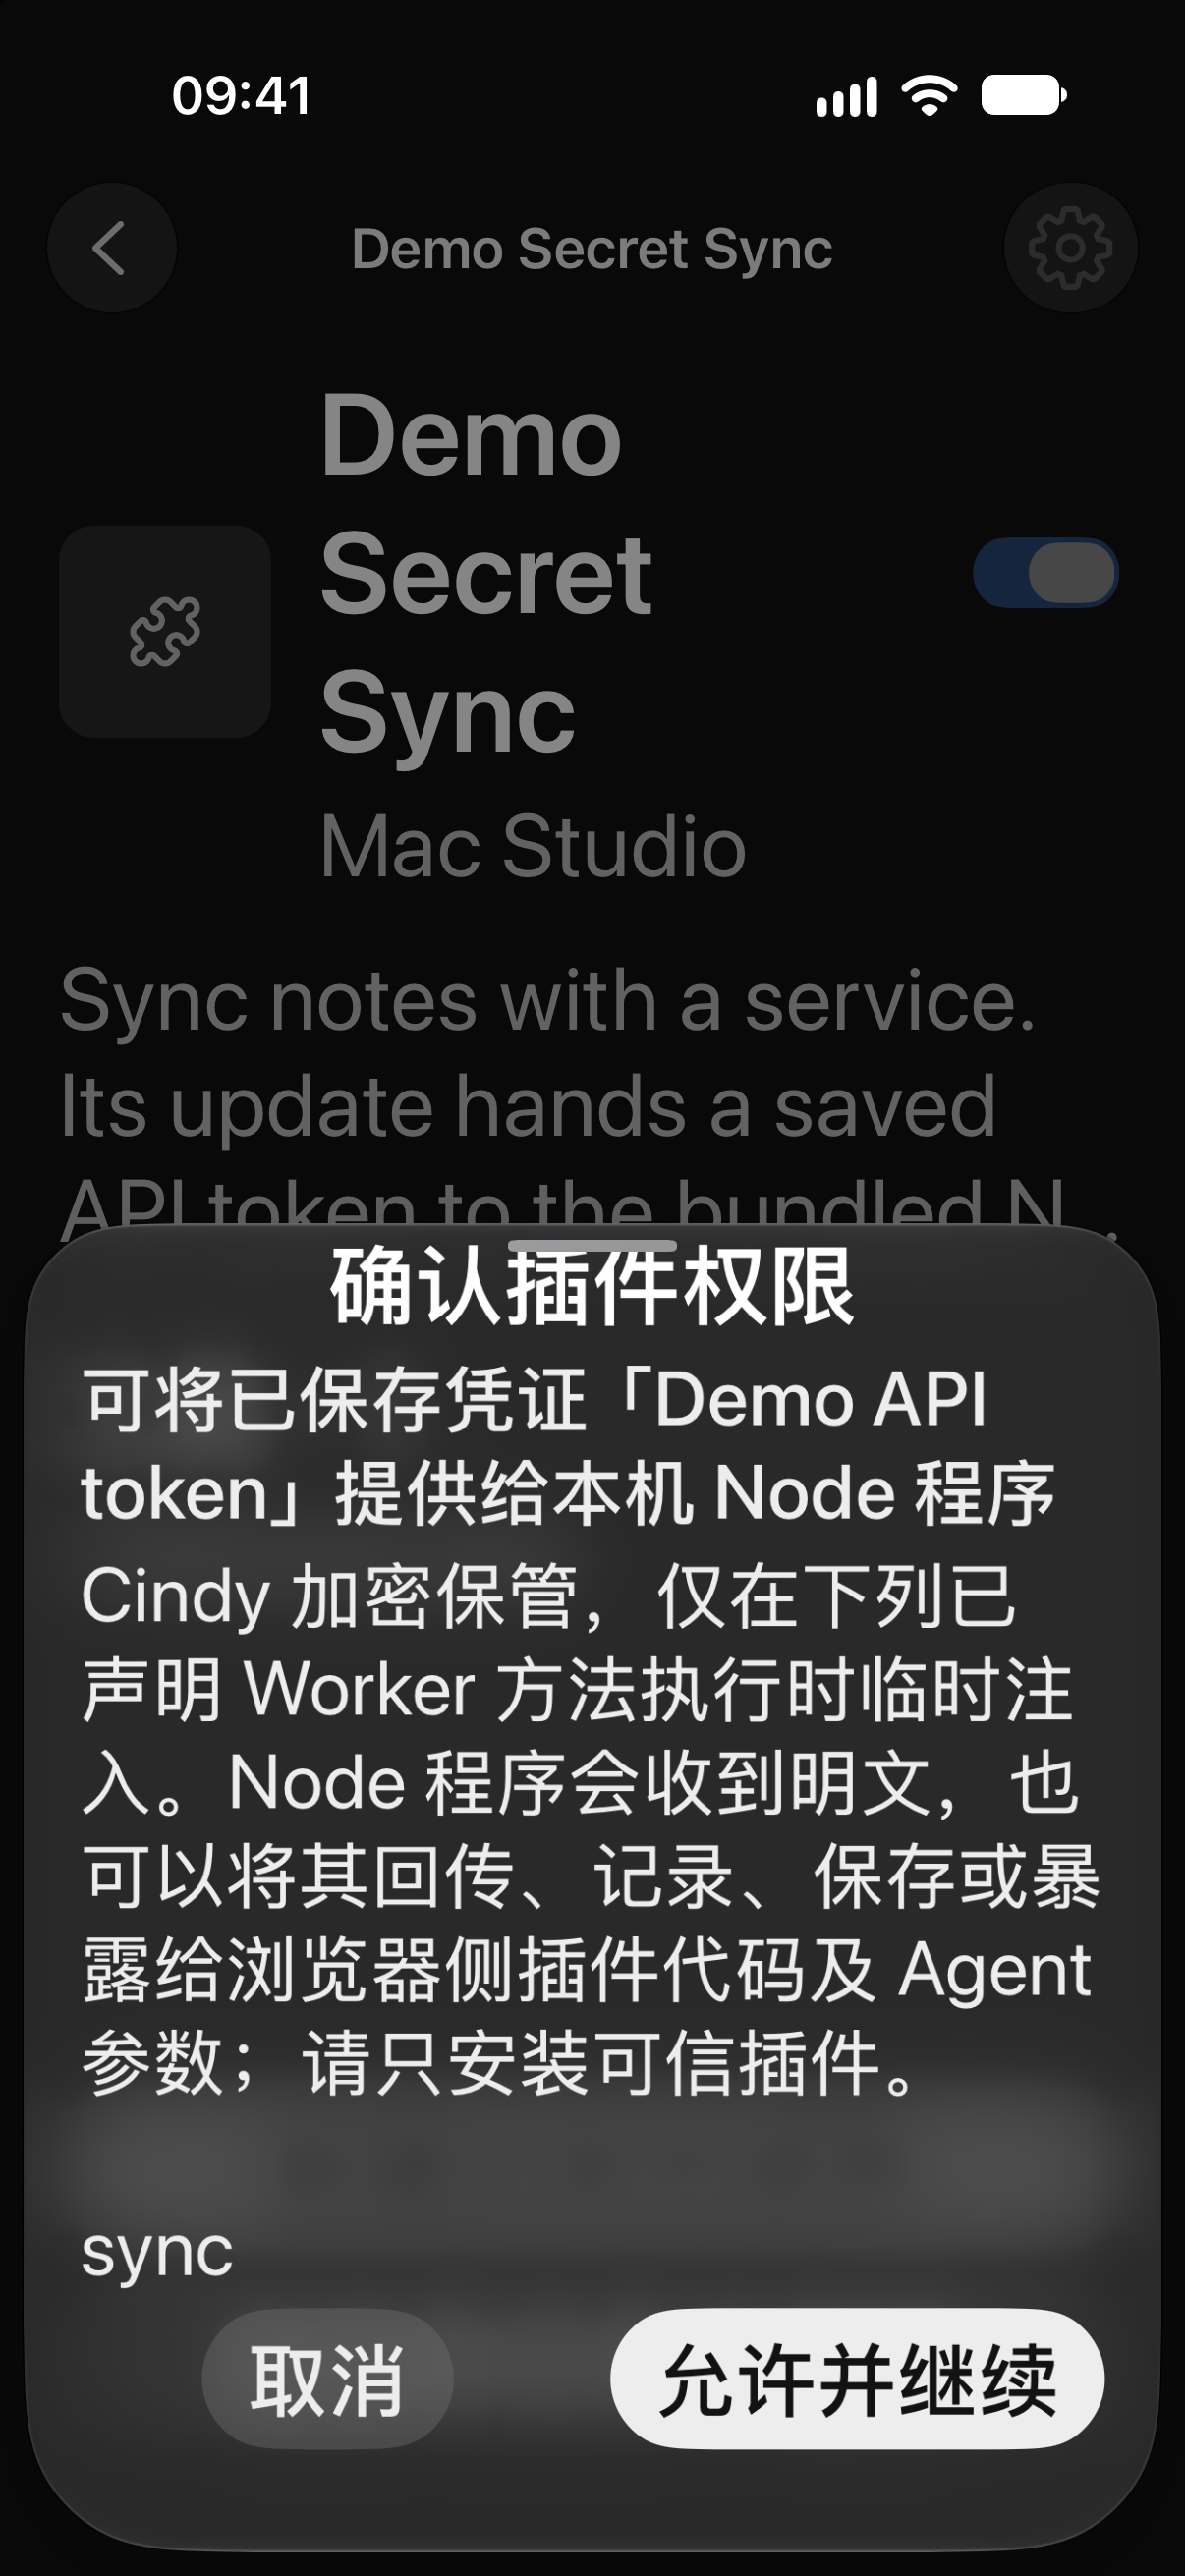 09:41
Demo Secret Sync
Demo
Secret
Sync
Mac Studio
Sync notes with a service.
Its update hands a saved
API token to the bundled N…
确认插件权限
可将已保存凭证「Demo API
token」提供给本机 Node 程序
Cindy 加密保管，仅在下列已
声明 Worker 方法执行时临时注
入。Node 程序会收到明文，也
可以将其回传、记录、保存或暴
露给浏览器侧插件代码及 Agent
参数；请只安装可信插件。
sync
取消
允许并继续